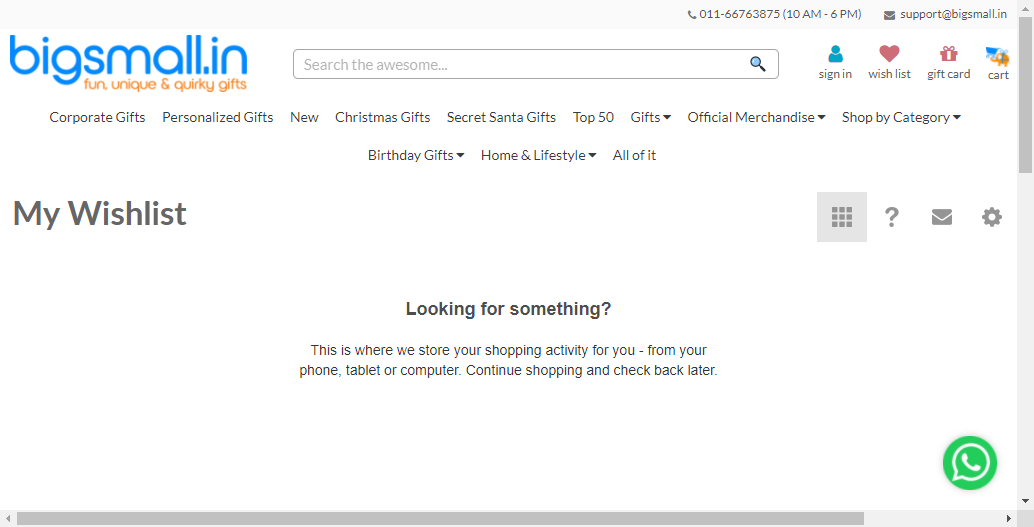 011-66763875 (10 AM - 6 PM) support@bigsmall.in
bigsmall.in
fun, unique & quirky gifts
Search the awesome...
sign in wish list gift card cart
Corporate Gifts Personalized Gifts New Christmas Gifts Secret Santa Gifts Top 50 Gifts Official Merchandise Shop by Category
Birthday Gifts Home & Lifestyle All of it
My Wishlist
?
Looking for something?
This is where we store your shopping activity for you - from your
phone, tablet or computer. Continue shopping and check back later.